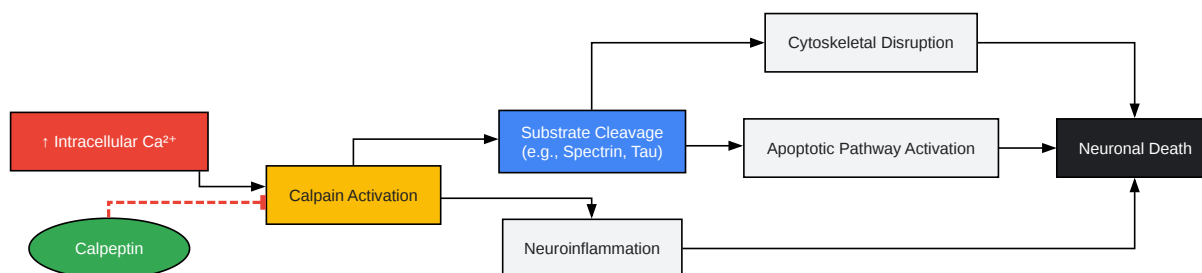 Cytoskeletal Disruption
↑ Intracellular Ca²⁺
Substrate Cleavage
(e.g., Spectrin, Tau)
Apoptotic Pathway Activation
Neuronal Death
Calpain Activation
Calpeptin
Neuroinflammation